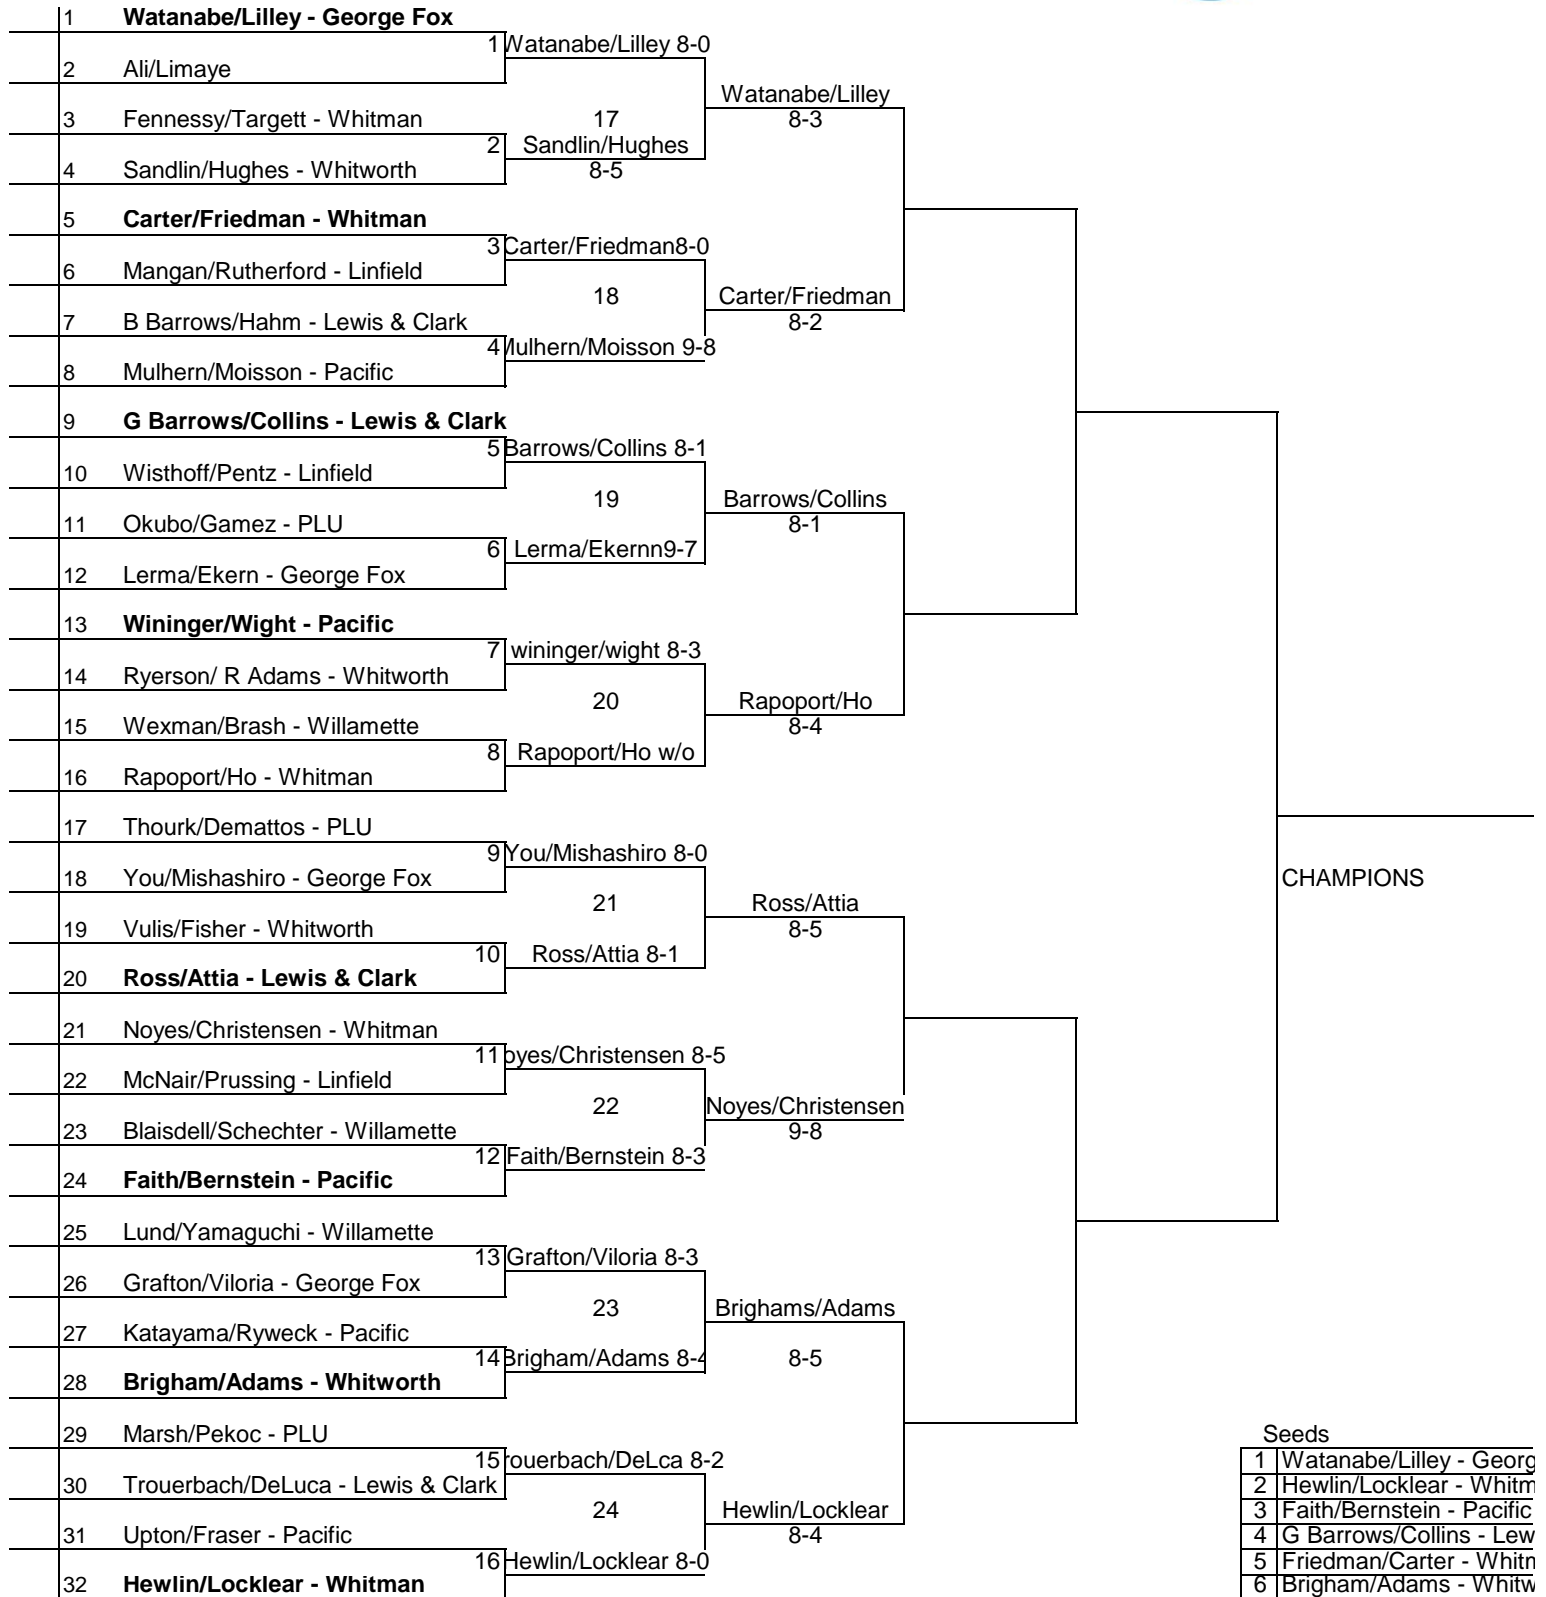 1 Watanabe/Lilley - George Fox
1 Watanabe/Lilley 8-0
2 Ali/Limaye
Watanabe/Lilley
3 Fennessy/Targett - Whitman
17
8-3
2 Sandlin/Hughes
4 Sandlin/Hughes - Whitworth
8-5
5 Carter/Friedman - Whitman
3 Carter/Friedman8-0
6 Mangan/Rutherford - Linfield
18
Carter/Friedman
7 B Barrows/Hahm - Lewis & Clark
8-2
4 Mulhern/Moisson 9-8
8 Mulhern/Moisson - Pacific
9 G Barrows/Collins - Lewis & Clark
5 Barrows/Collins 8-1
10 Wisthoff/Pentz - Linfield
19
Barrows/Collins
11 Okubo/Gamez - PLU
8-1
6 Lerma/Ekernn9-7
12 Lerma/Ekern - George Fox
13 Wininger/Wight - Pacific
7 wininger/wight 8-3
14 Ryerson/ R Adams - Whitworth
20
Rapoport/Ho
15 Wexman/Brash - Willamette
8-4
8 Rapoport/Ho w/o
16 Rapoport/Ho - Whitman
17 Thourk/Demattos - PLU
9 You/Mishashiro 8-0
18 You/Mishashiro - George Fox
CHAMPIONS
21
Ross/Attia
19 Vulis/Fisher - Whitworth
8-5
10 Ross/Attia 8-1
20 Ross/Attia - Lewis & Clark
21 Noyes/Christensen - Whitman
11 oyes/Christensen 8-5
22 McNair/Prussing - Linfield
22
Noyes/Christensen
23 Blaisdell/Schechter - Willamette
9-8
12 Faith/Bernstein 8-3
24 Faith/Bernstein - Pacific
25 Lund/Yamaguchi - Willamette
13 Grafton/Viloria 8-3
26 Grafton/Viloria - George Fox
23
Brighams/Adams
27 Katayama/Ryweck - Pacific
14 Brigham/Adams 8-4
8-5
28 Brigham/Adams - Whitworth
29 Marsh/Pekoc - PLU
Seeds
15 rouerbach/DeLca 8-2
1 Watanabe/Lilley - Georg
30 Trouerbach/DeLuca - Lewis & Clark
2 Hewlin/Locklear - Whitm
24
Hewlin/Locklear
3 Faith/Bernstein - Pacific
31 Upton/Fraser - Pacific
8-4
4 G Barrows/Collins - Lew
16 Hewlin/Locklear 8-0
5 Friedman/Carter - Whitm
32 Hewlin/Locklear - Whitman
6 Brigham/Adams - Whitw